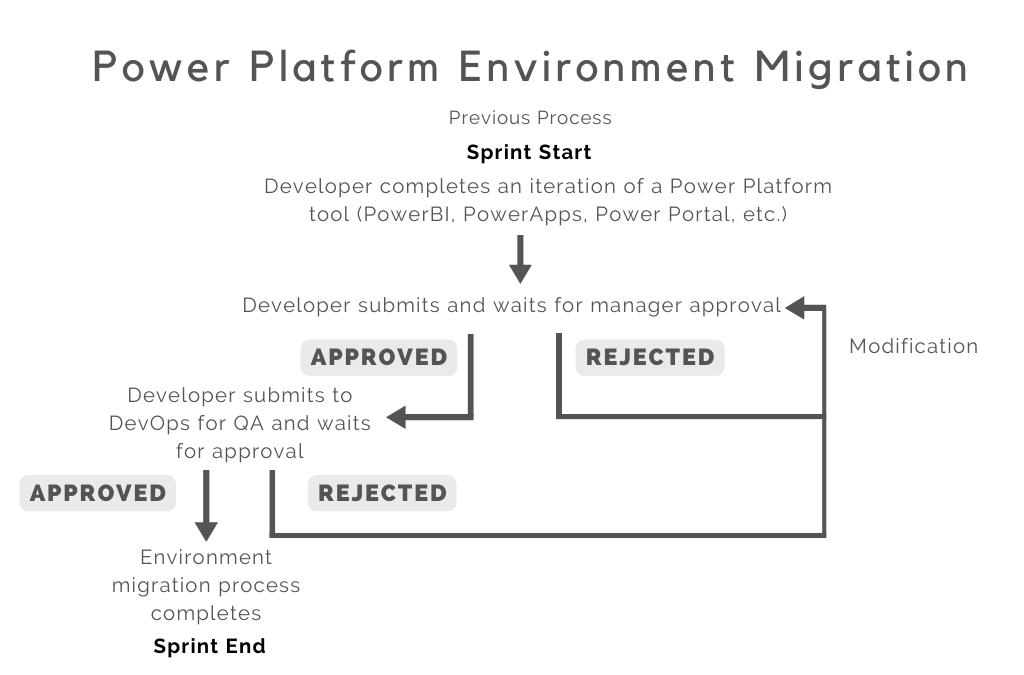 Power Platform Environment Migration
Previous Process
Sprint Start
Developer completes an iteration of a Power Platform
tool (PowerBI, PowerApps, Power Portal, etc.)
Developer submits and waits for manager approval
Modification
APPROVED
REJECTED
Developer submits to
DevOps for QA and waits
for approval
APPROVED
REJECTED
Environment
migration process
completes
Sprint End